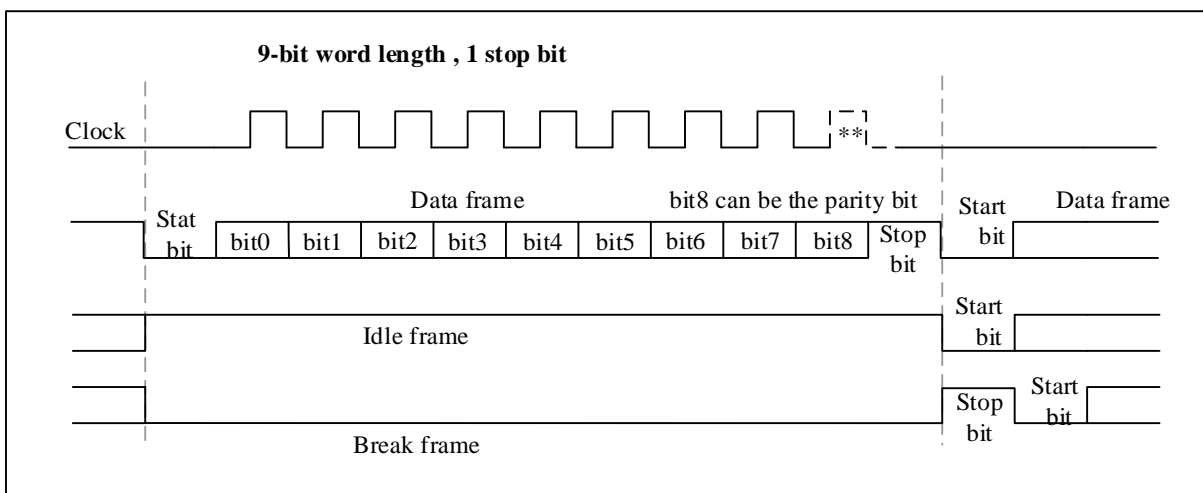 9-bit word length , 1 stop bit
Clock
**
Data frame
bit8 can be the parity bit
Stat
bit
bit0
bit1
bit2
bit3
bit4
bit5
bit6
bit7
bit8
Stop
bit
Start
bit
Data frame
Idle frame
Start
bit
Break frame
Stop
bit
Start
bit